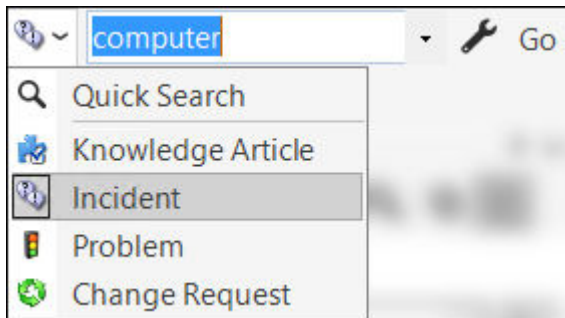 computer Go
Quick Search
Knowledge Article
Incident
Problem
Change Request